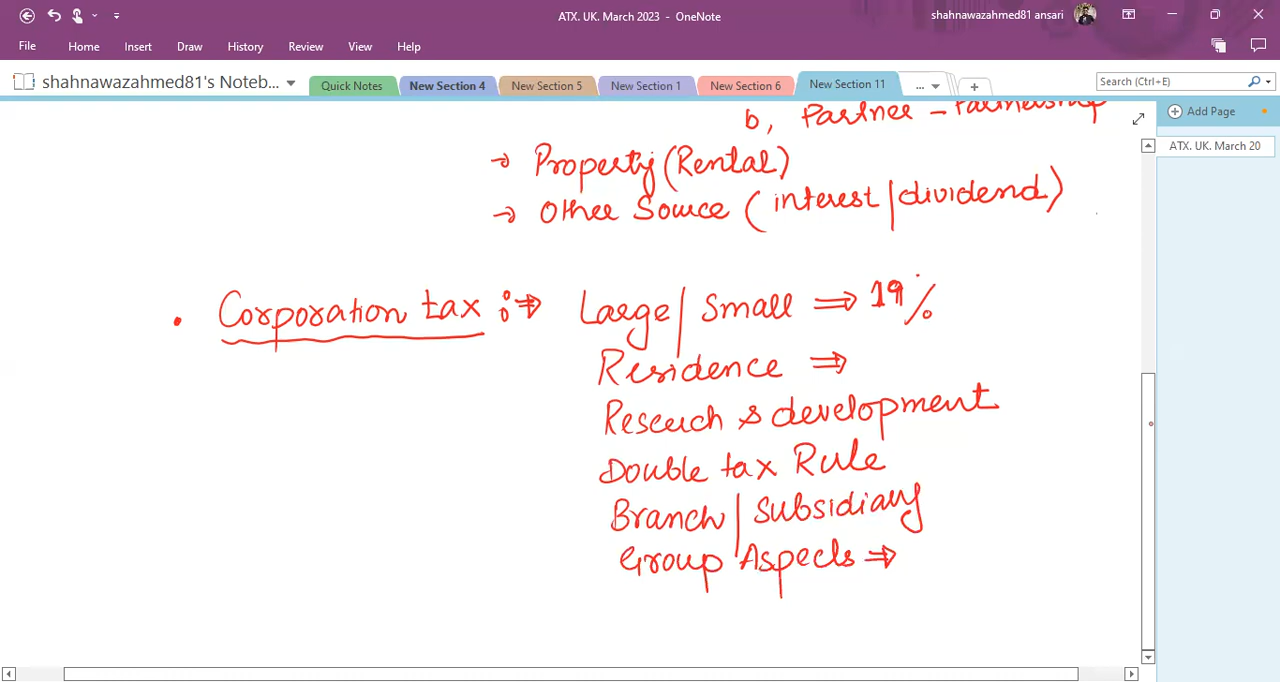 ATX. UK. March 2023 - OneNote
shahnawazahmed81 ansari
File Home Insert Draw History Review View Help
shahnawazahmed81's Noteb... Quick Notes New Section 4 New Section 5 New Section 1 New Section 6 New Section 11 ... + Search (Ctrl+E)
Add Page
ATX. UK. March 20
b, Partner - Partnership
→ Property (Rental)
→ Other Source (interest | dividend)
• Corporation tax :⇒ Large | Small ⇒ 19%
Residence ⇒
Research & development
Double tax Rule
Branch | Subsidiary
Group Aspects ⇒